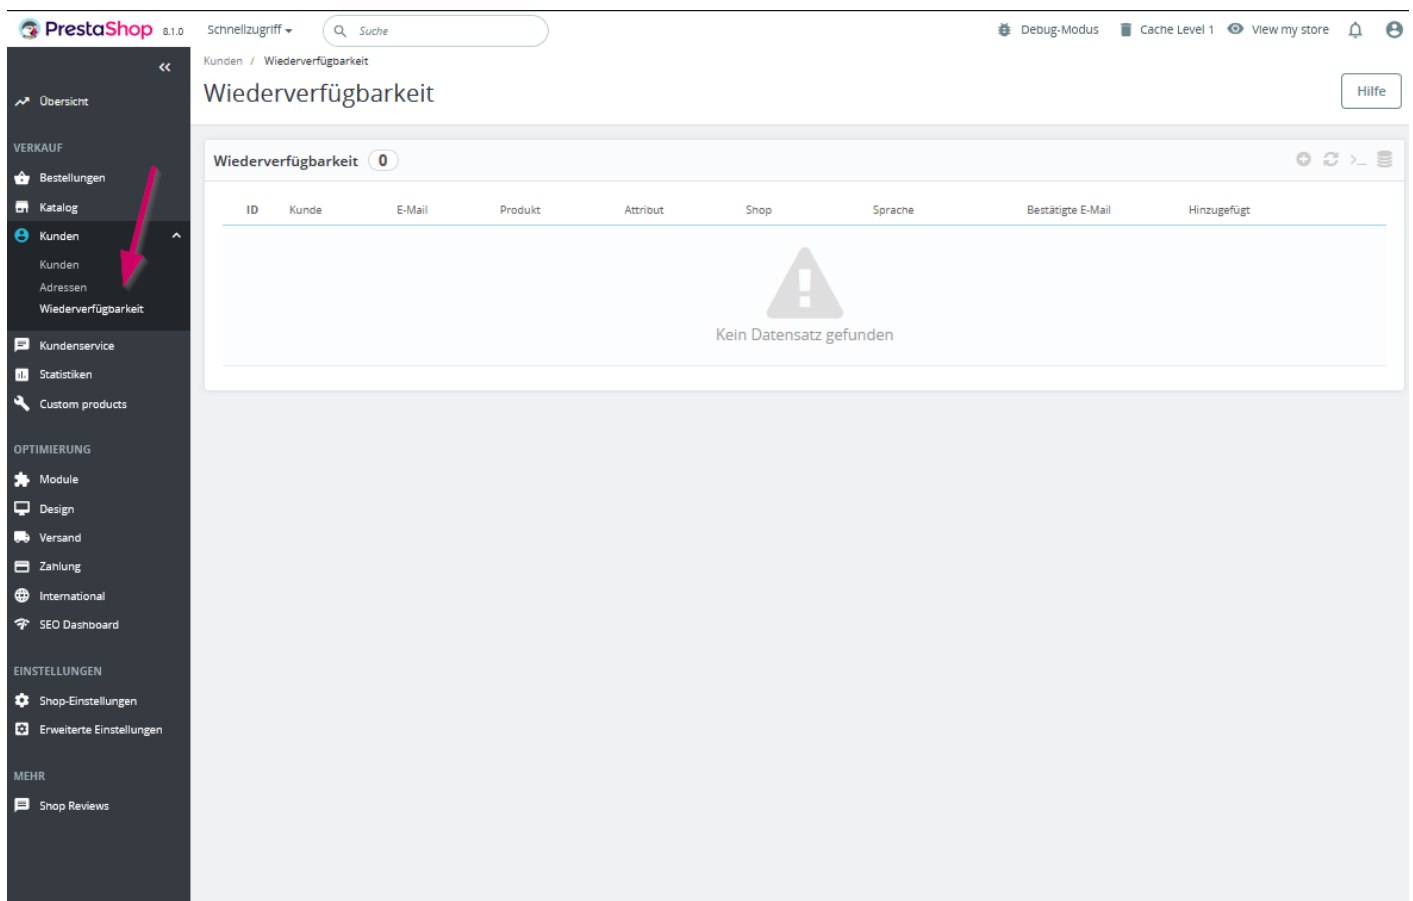 PrestaShop 8.1.0 Schnellzugriff Suche Debug-Modus Cache Level 1 View my store
Kunden / Wiederverfügbarkeit
Wiederverfügbarkeit
Hilfe
Übersicht
VERKAUF
Bestellungen
Katalog
Kunden
Kunden
Adressen
Wiederverfügbarkeit
Kundenservice
Statistiken
Custom products
OPTIMIERUNG
Module
Design
Versand
Zahlung
International
SEO Dashboard
EINSTELLUNGEN
Shop-Einstellungen
Erweiterte Einstellungen
MEHR
Shop Reviews
Wiederverfügbarkeit 0
ID Kunde E-Mail Produkt Attribut Shop Sprache Bestätigte E-Mail Hinzugefügt
Kein Datensatz gefunden